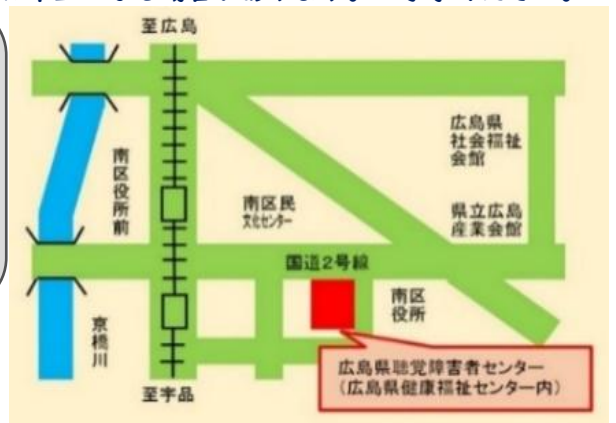 至広島
広島県
社会福祉
会館
南区役所前
南区民
文化センター
県立広島
産業会館
国道2号線
南区
役所
京橋川
広島県聴覚障害者センター
(広島県健康福祉センター内)
至宇品